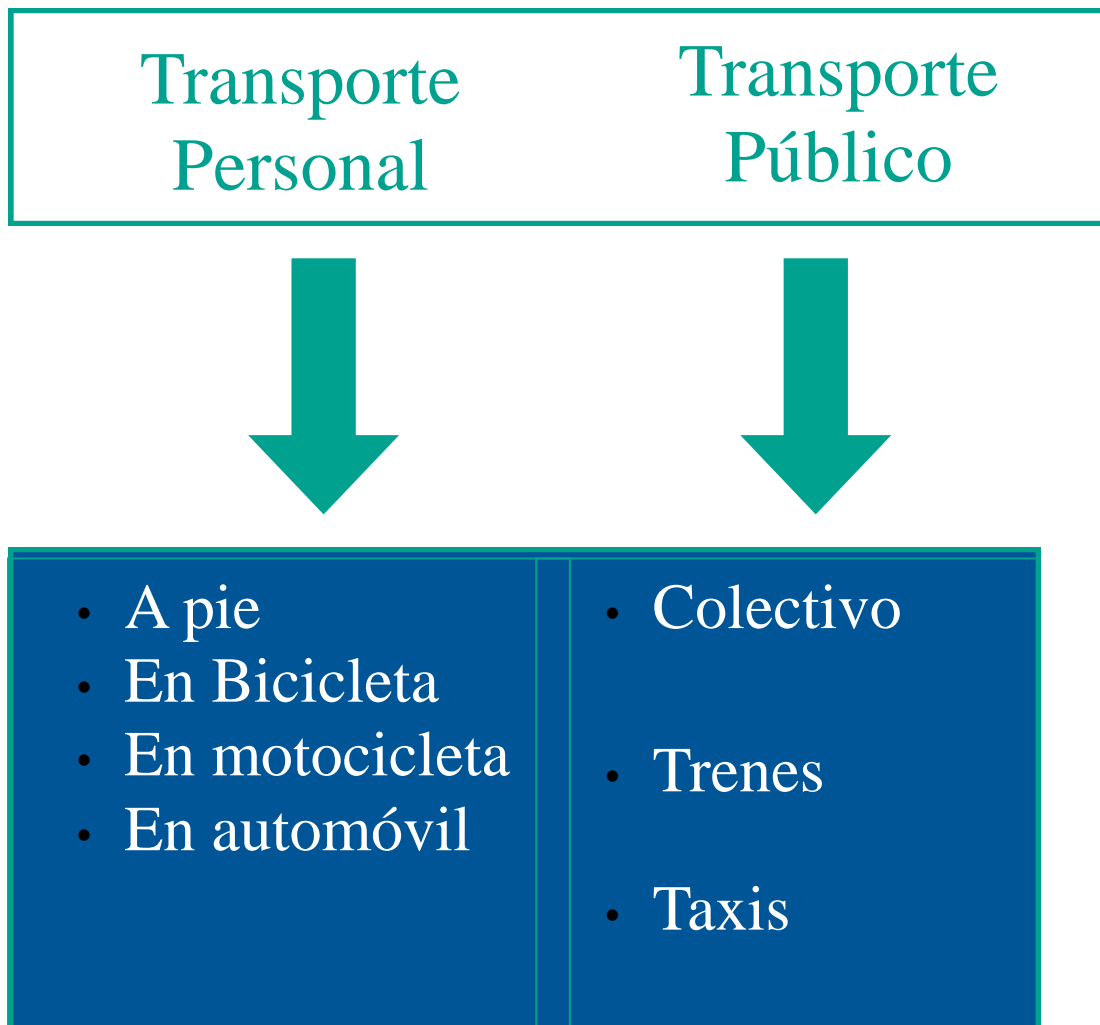 Transporte
Personal
Transporte
Público
• A pie
• En Bicicleta
• En motocicleta
• En automóvil
• Colectivo
• Trenes
• Taxis